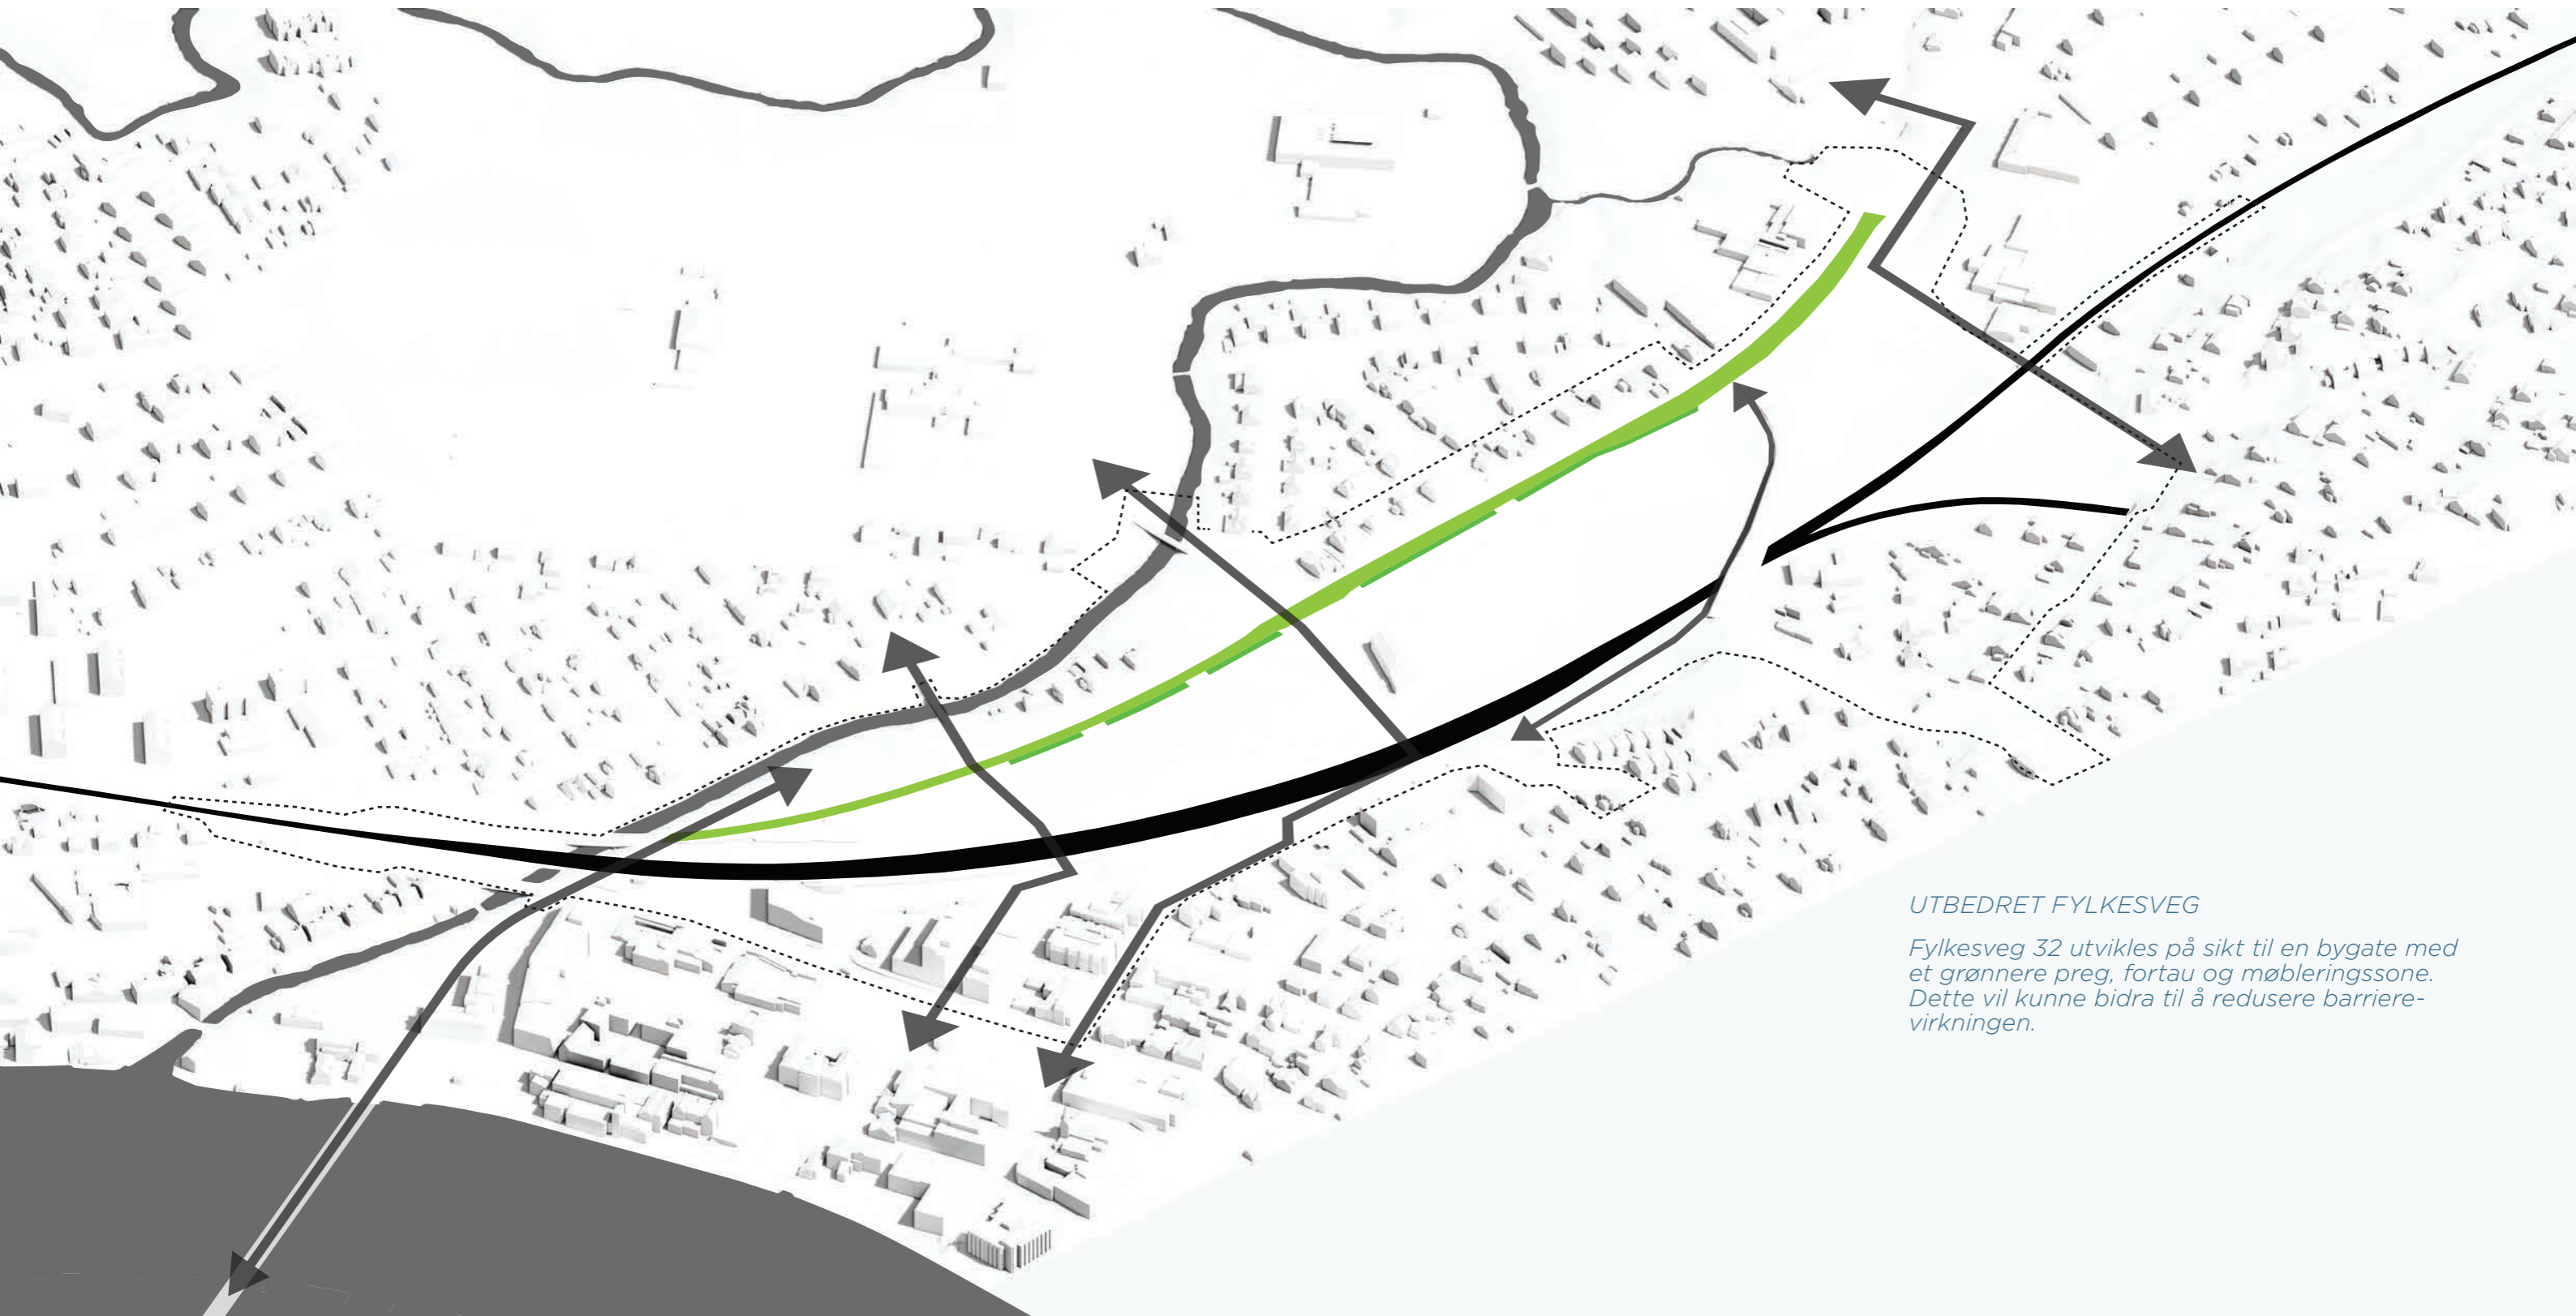 UTBEDRET FYLKESVEG
Fylkesveg 32 utvikles på sikt til en bygate med
et grønnere preg, fortau og møbleringssone.
Dette vil kunne bidra til å redusere barriere-
virkningen.